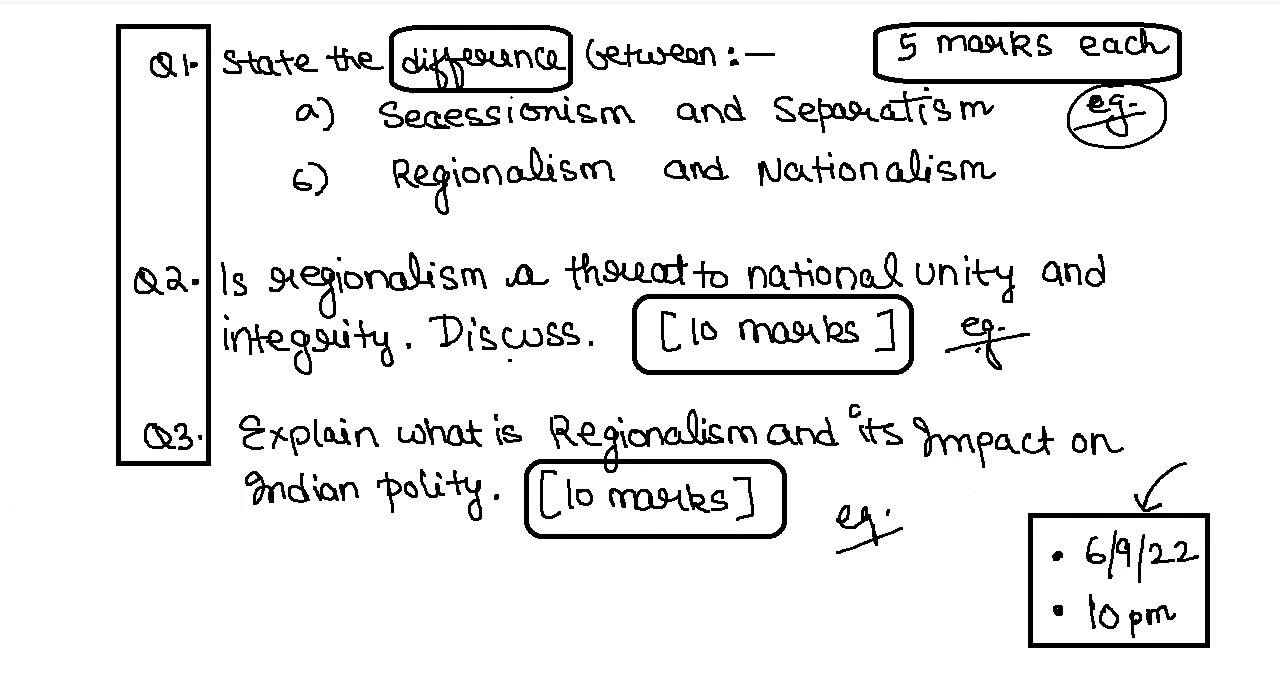 Q1. State the difference between :- 5 marks each
a) Secessionism and Separatism eg.
b) Regionalism and Nationalism
Q2. Is regionalism a threat to national unity and
integrity. Discuss. [10 marks] eg.
Q3. Explain what is Regionalism and its Impact on
Indian polity. [10 marks] eg.
• 6/9/22
• 10 pm